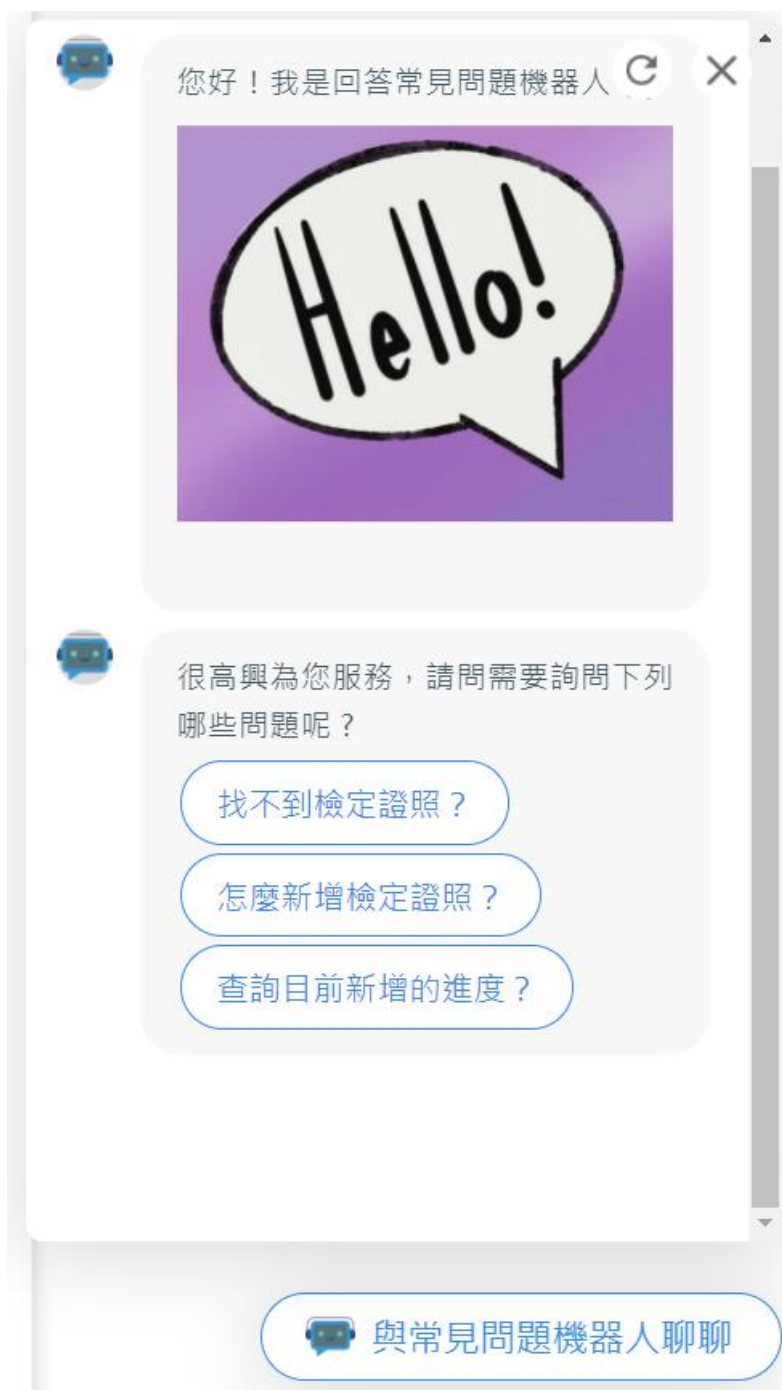 您好！我是回答常見問題機器人
Hello!
很高興為您服務，請問需要詢問下列
哪些問題呢？
找不到檢定證照？
怎麼新增檢定證照？
查詢目前新增的進度？
與常見問題機器人聊聊